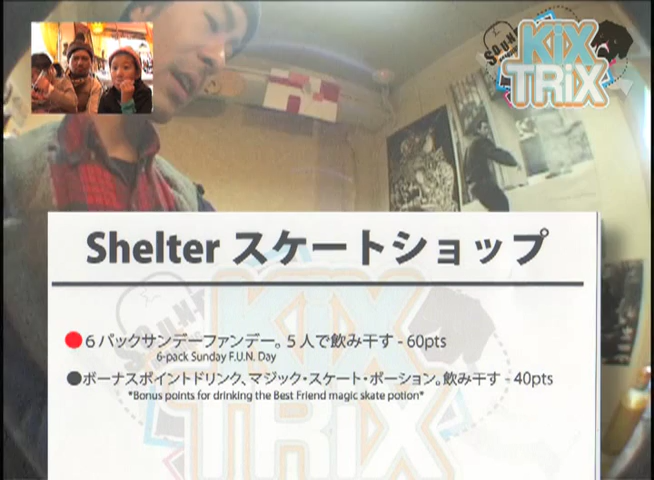 SQUNT
KiX
TRiX
Shelter スケートショップ
●６パックサンデーファンデー。５人で飲み干す - 60pts
6-pack Sunday F.U.N. Day
●ボーナスポイントドリンク、マジック・スケート・ポーション。飲み干す - 40pts
*Bonus points for drinking the Best Friend magic skate potion*
SQUNT
KiX
TRiX